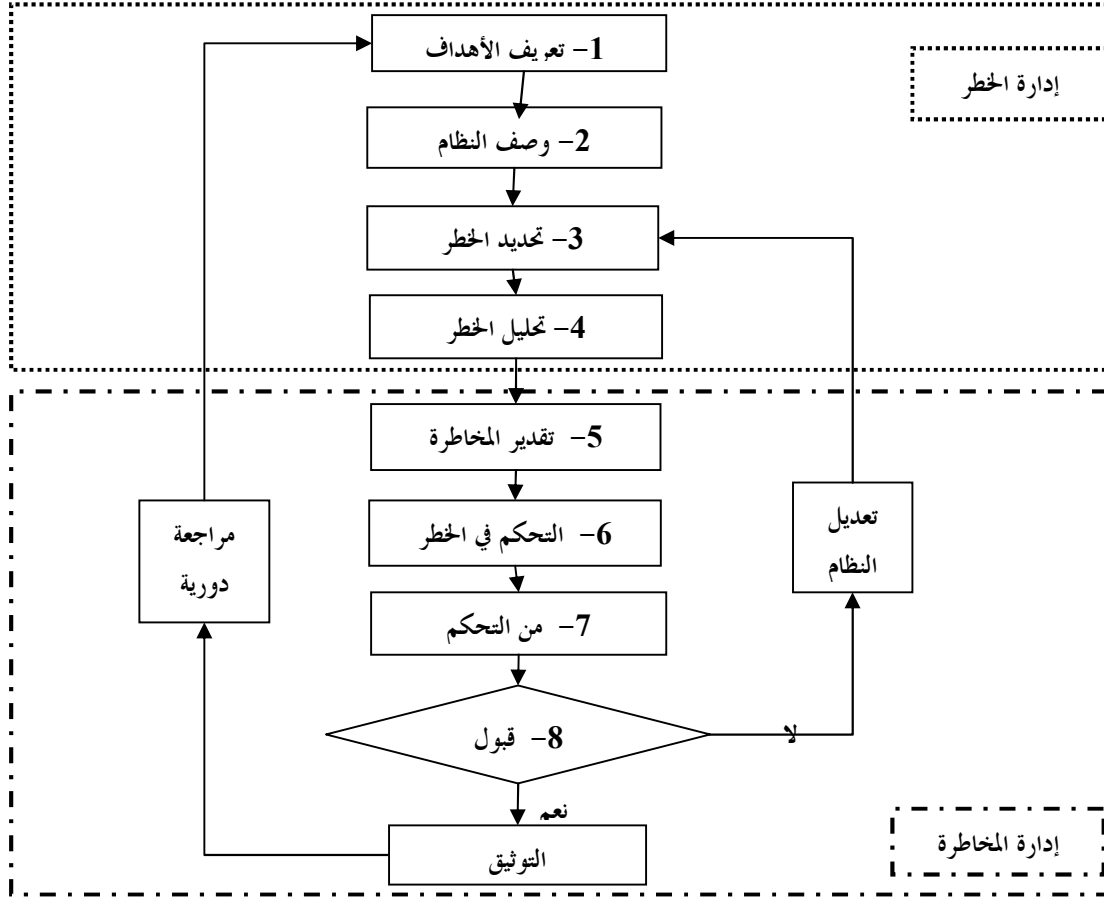 1- تعريف الأهداف
إدارة الخطر
2- وصف النظام
3- تحديد الخطر
4- تحليل الخطر
5- تقدير المخاطرة
6- التحكم في الخطر
تعديل
النظام
مراجعة
دورية
7- من التحكم
8- قبول
لا
نعم
التوثيق
إدارة المخاطرة